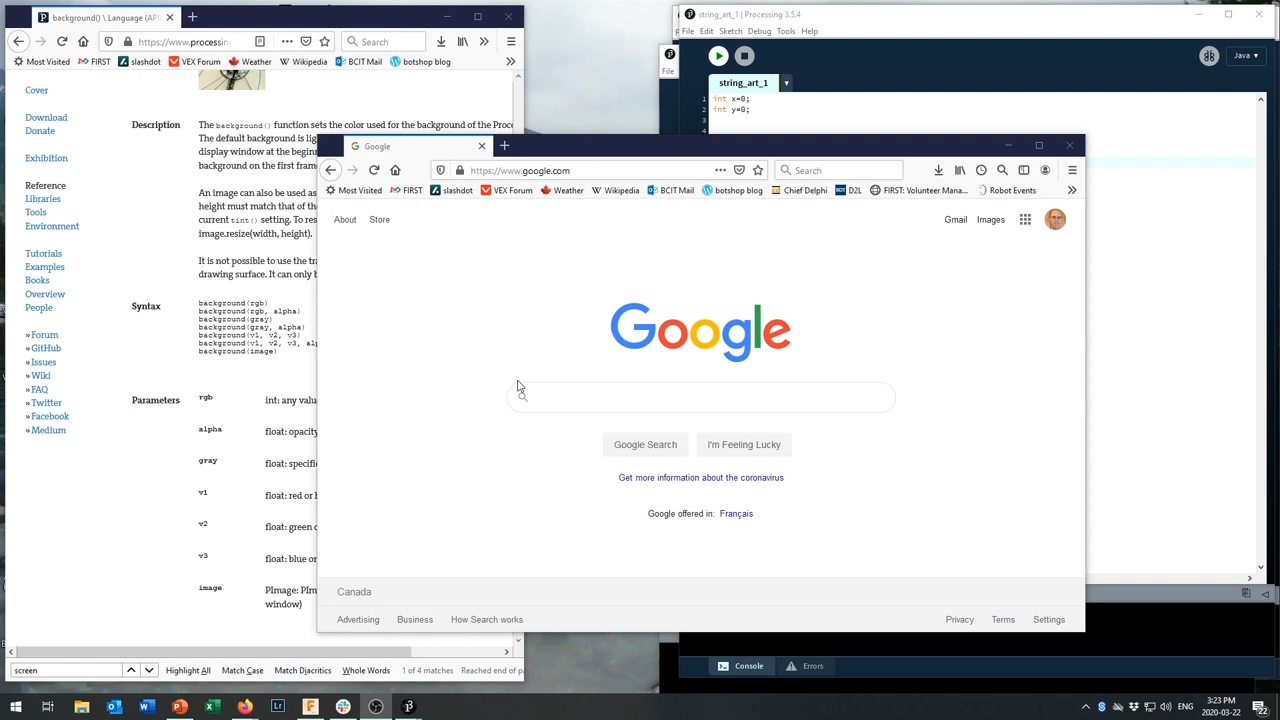 background() \ Language (API
https://www.processin
Search
Most Visited
FIRST
slashdot
VEX Forum
Weather
Wikipedia
BCIT Mail
botshop blog
Cover
Download
Donate
Exhibition
Reference
Libraries
Tools
Environment
Tutorials
Examples
Books
Overview
People
» Forum
» GitHub
» Issues
» Wiki
» FAQ
» Twitter
» Facebook
» Medium
Description
The background() function sets the color used for the background of the Proce
The default background is lig
display window at the beginn
background on the first fram
An image can also be used as
height must match that of the
current tint() setting. To res
image.resize(width, height).
It is not possible to use the tra
drawing surface. It can only b
Syntax
background(rgb)
background(rgb, alpha)
background(gray)
background(gray, alpha)
background(v1, v2, v3)
background(v1, v2, v3, alp
background(image)
Parameters
rgb
int: any valu
alpha
float: opacity
gray
float: specifi
v1
float: red or h
v2
float: green o
v3
float: blue or
image
PImage: PIm
window)
screen
Highlight All
Match Case
Match Diacritics
Whole Words
1 of 4 matches
Reached end of p
string_art_1 | Processing 3.5.4
File
Edit
Sketch
Debug
Tools
Help
File
Java
string_art_1
1 int x=0;
2 int y=0;
3
4
Console
Errors
Google
https://www.google.com
Search
Most Visited
FIRST
slashdot
VEX Forum
Weather
Wikipedia
BCIT Mail
botshop blog
Chief Delphi
D2L
FIRST: Volunteer Mana...
Robot Events
About
Store
Gmail
Images
Google
Google Search
I'm Feeling Lucky
Get more information about the coronavirus
Google offered in: Français
Canada
Advertising
Business
How Search works
Privacy
Terms
Settings
ENG
3:23 PM
2020-03-22
22